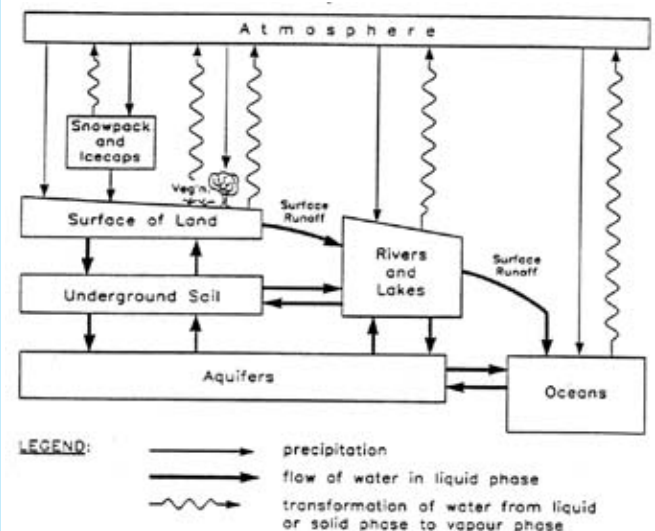 Atmosphere
Snowpack
and
Icecaps
Veg'n.
Surface of Land
Surface
Runoff
Rivers
and
Lakes
Surface
Runoff
Underground Soil
Aquifers
Oceans
LEGEND:
precipitation
flow of water in liquid phase
transformation of water from liquid
or solid phase to vapour phase